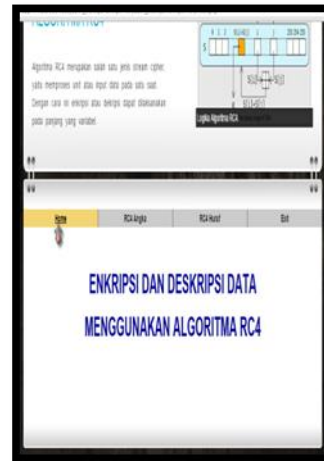 ALGORITMA RC4
Algoritma RC4 merupakan salah satu jenis stream cipher,
yaitu memproses unit atau input data pada satu saat.
Dengan cara ini enkripsi atau dekripsi dapat dilaksanakan
pada panjang yang variabel.
Logika Algoritma RC4
Home RC4 Angka RC4 Huruf Exit
ENKRIPSI DAN DESKRIPSI DATA
MENGGUNAKAN ALGORITMA RC4